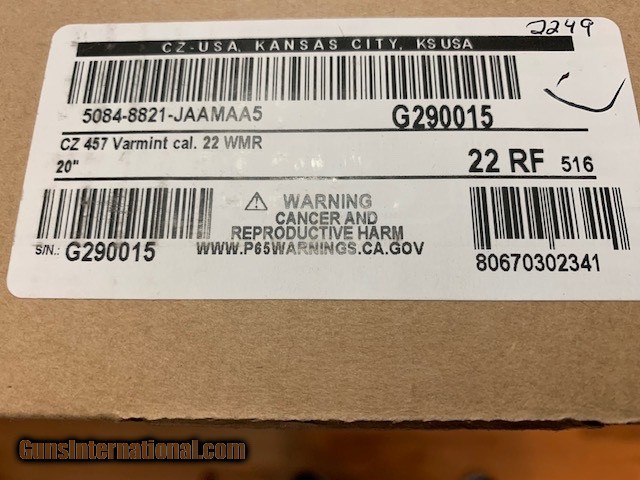 2249
CZ-USA, KANSAS CITY, KS USA
5084-8821-JAAMAA5 G290015
CZ 457 Varmint cal. 22 WMR
20" 22 RF 516
⚠ WARNING
CANCER AND
REPRODUCTIVE HARM
WWW.P65WARNINGS.CA.GOV
S/N.: G290015
80670302341
GunsInternational.com